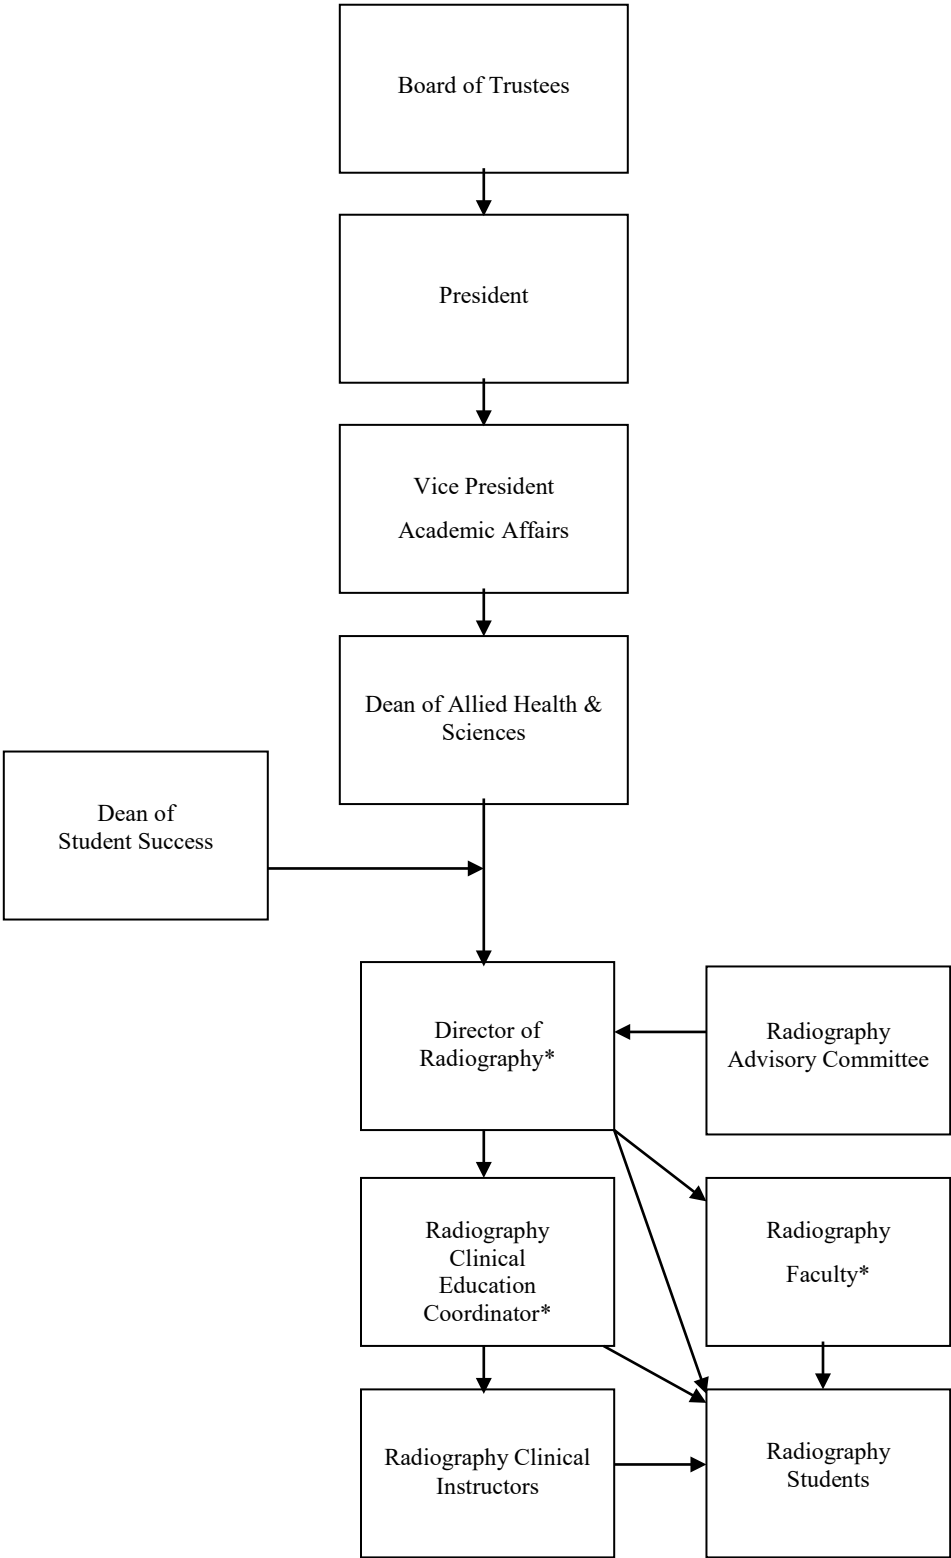 Board of Trustees
President
Vice President
Academic Affairs
Dean of Allied Health &
Sciences
Dean of
Student Success
Director of
Radiography*
Radiography
Advisory Committee
Radiography
Clinical
Education
Coordinator*
Radiography
Faculty*
Radiography Clinical
Instructors
Radiography
Students